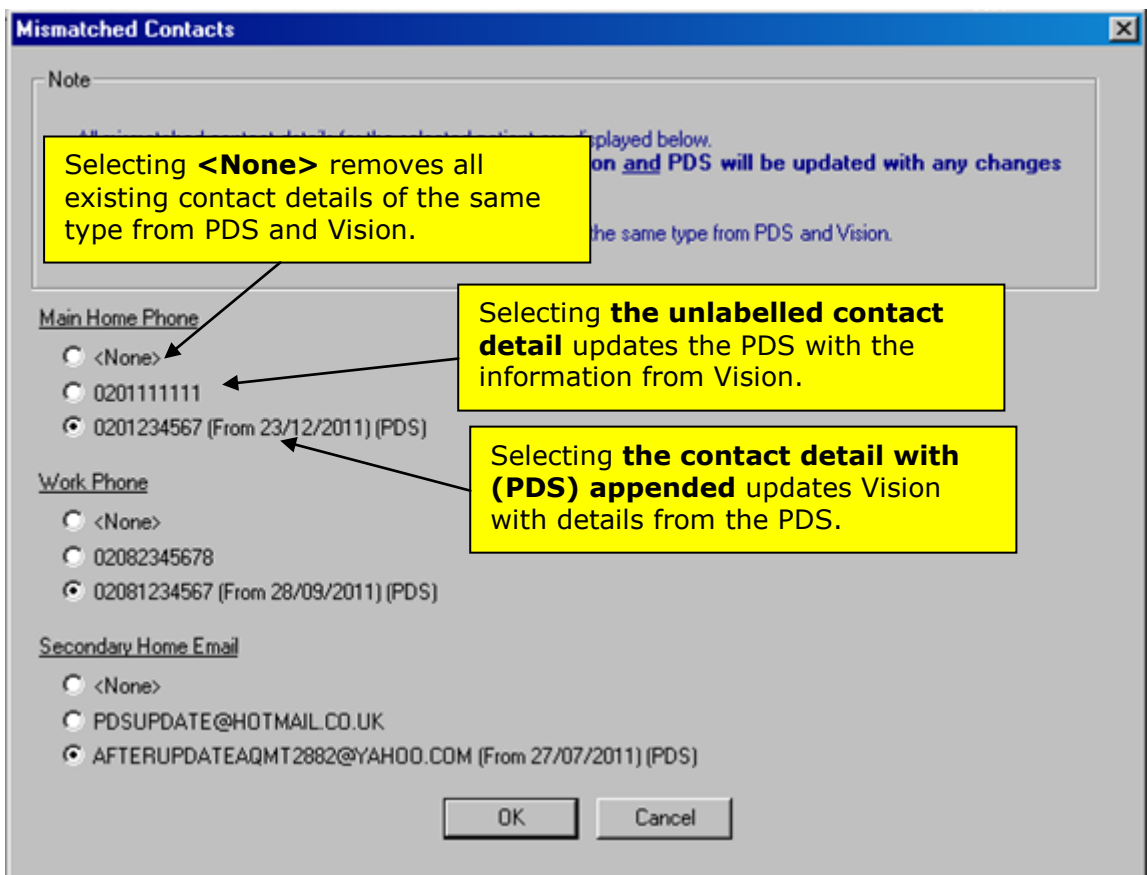 Mismatched Contacts
Note
displayed below.
Selecting <None> removes all
existing contact details of the same
type from PDS and Vision.
on and PDS will be updated with any changes
the same type from PDS and Vision.
Main Home Phone
<None>
0201111111
0201234567 (From 23/12/2011) (PDS)
Selecting the unlabelled contact
detail updates the PDS with the
information from Vision.
Selecting the contact detail with
(PDS) appended updates Vision
with details from the PDS.
Work Phone
<None>
02082345678
02081234567 (From 28/09/2011) (PDS)
Secondary Home Email
<None>
PDSUPDATE@HOTMAIL.CO.UK
AFTERUPDATEAQMT2882@YAHOO.COM (From 27/07/2011) (PDS)
OK
Cancel